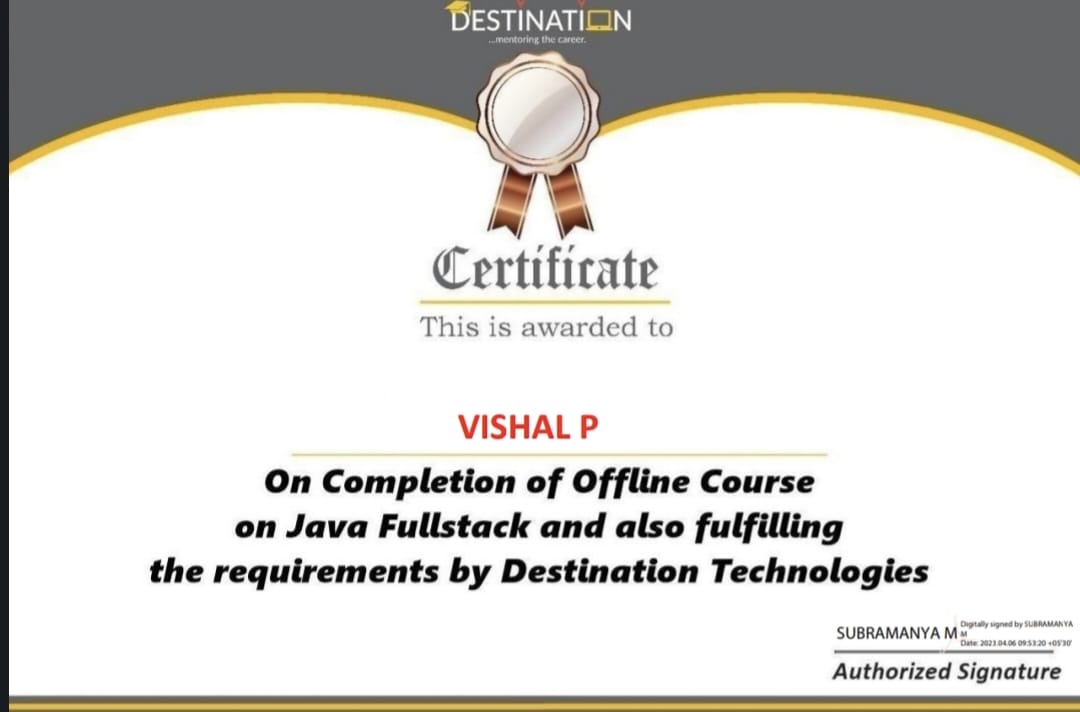 DESTINATION
...mentoring the career.
Certificate
This is awarded to
VISHAL P
On Completion of Offline Course
on Java Fullstack and also fulfilling
the requirements by Destination Technologies
SUBRAMANYA M
Digitally signed by SUBRAMANYA
M
Date: 2023.04.06 09:53:20 +05'30'
Authorized Signature